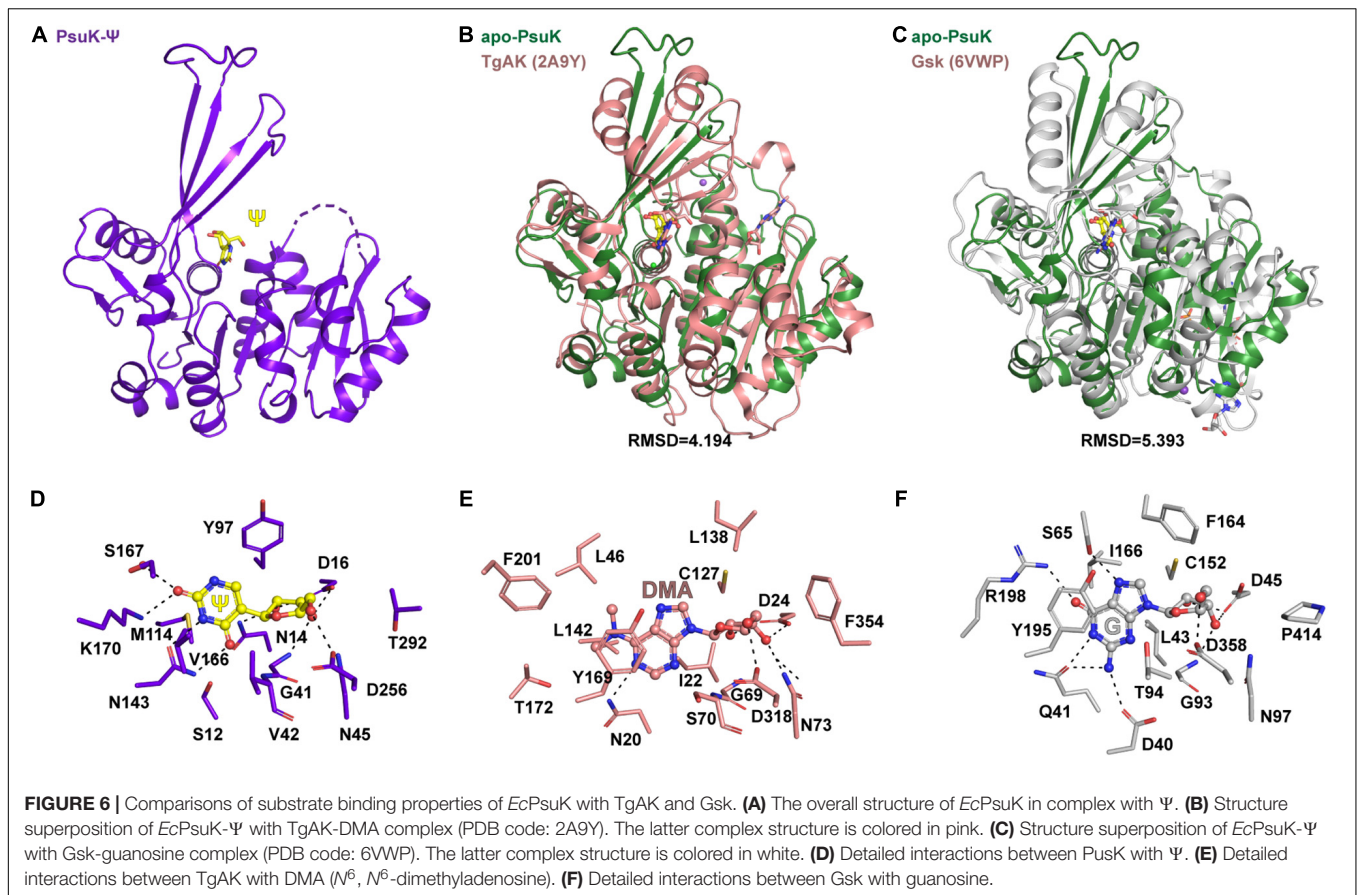 A PsuK-Ψ
Ψ
B apo-PsuK
TgAK (2A9Y)
RMSD=4.194
C apo-PsuK
Gsk (6VWP)
RMSD=5.393
D
Y97
S167
D16
Ψ
K170
M114
N14
T292
V166
G41
D256
N143
S12
V42
N45
E
L138
F201
L46
C127
DMA
D24
F354
L142
Y169
I22
G69
T172
S70
D318
N73
N20
F
S65
F164
I166
C152
R198
D45
Y195
G
L43
P414
D358
T94
G93
Q41
N97
D40
FIGURE 6 | Comparisons of substrate binding properties of EcPsuK with TgAK and Gsk. (A) The overall structure of EcPsuK in complex with Ψ. (B) Structure
superposition of EcPsuK-Ψ with TgAK-DMA complex (PDB code: 2A9Y). The latter complex structure is colored in pink. (C) Structure superposition of EcPsuK-Ψ
with Gsk-guanosine complex (PDB code: 6VWP). The latter complex structure is colored in white. (D) Detailed interactions between PusK with Ψ. (E) Detailed
interactions between TgAK with DMA (N⁶, N⁶-dimethyladenosine). (F) Detailed interactions between Gsk with guanosine.